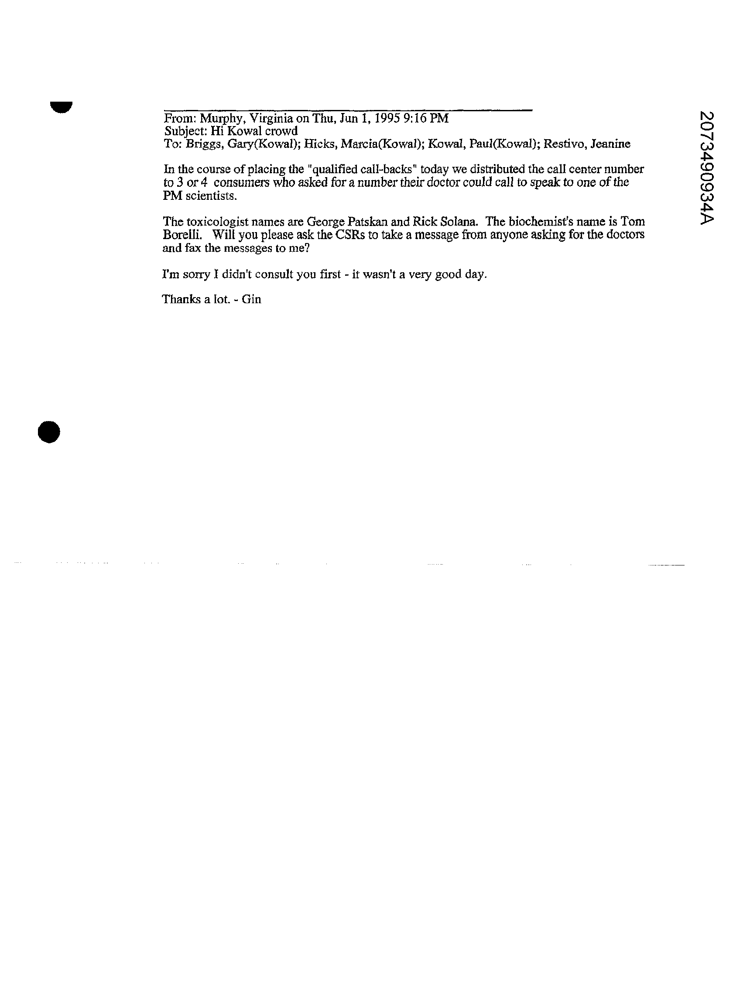 From: Murphy, Virginia on Thu, Jun 1, 1995 9:16 PM
Subject: Hi Kowal crowd
To: Briggs, Gary(Kowal); Hicks, Marcia(Kowal); Kowal, Paul(Kowal); Restivo, Jeanine
In the course of placing the "qualified call-backs" today we distributed the call center number
to 3 or 4 consumers who asked for a number their doctor could call to speak to one of the
PM scientists.
The toxicologist names are George Patskan and Rick Solana. The biochemist's name is Tom
Borelli. Will you please ask the CSRs to take a message from anyone asking for the doctors
and fax the messages to me?
I'm sorry I didn't consult you first - it wasn't a very good day.
Thanks a lot. - Gin
2073490934A